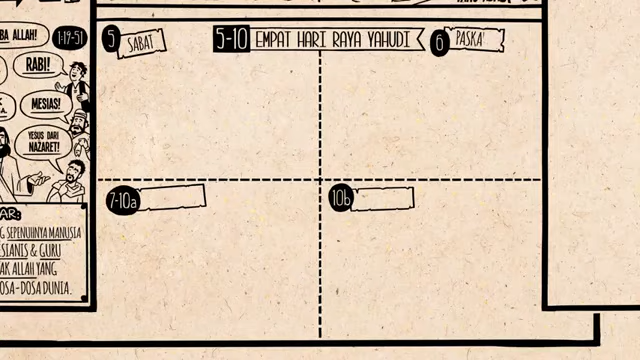 BA ALLAH!
1:19-51
RABI!
MESIAS!
YESUS DARI
NAZARET!
AR:
G SEPENUHNYA MANUSIA
SIANIS & GURU
AK ALLAH YANG
OSA-DOSA DUNIA.
5 SABAT
5-10 EMPAT HARI RAYA YAHUDI
6 PASKA'
7-10a
10b